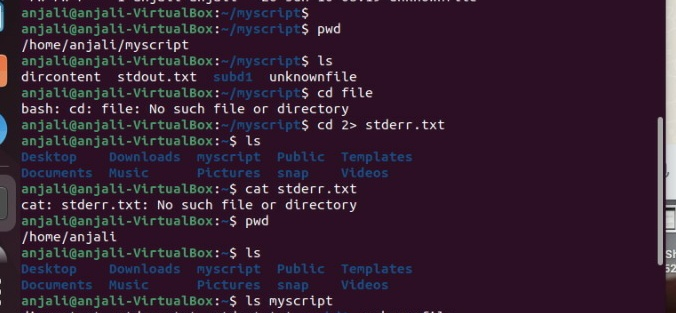 anjali@anjali-VirtualBox:~/myscript$
anjali@anjali-VirtualBox:~/myscript$ pwd
/home/anjali/myscript
anjali@anjali-VirtualBox:~/myscript$ ls
dircontent  stdout.txt  subd1  unknownfile
anjali@anjali-VirtualBox:~/myscript$ cd file
bash: cd: file: No such file or directory
anjali@anjali-VirtualBox:~/myscript$ cd 2> stderr.txt
anjali@anjali-VirtualBox:~$ ls
Desktop    Downloads  myscript  Public  Templates
Documents  Music      Pictures  snap    Videos
anjali@anjali-VirtualBox:~$ cat stderr.txt
cat: stderr.txt: No such file or directory
anjali@anjali-VirtualBox:~$ pwd
/home/anjali
anjali@anjali-VirtualBox:~$ ls
Desktop    Downloads  myscript  Public  Templates
Documents  Music      Pictures  snap    Videos
anjali@anjali-VirtualBox:~$ ls myscript